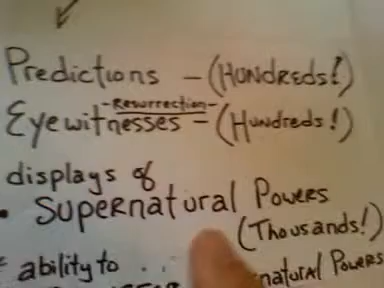 Predictions - (HUNDREDS!)
-Resurrection-
Eyewitnesses - (Hundreds!)
displays of
• SUPERNATURAL POWERS
(Thousands!)
ability to . . natural Powers